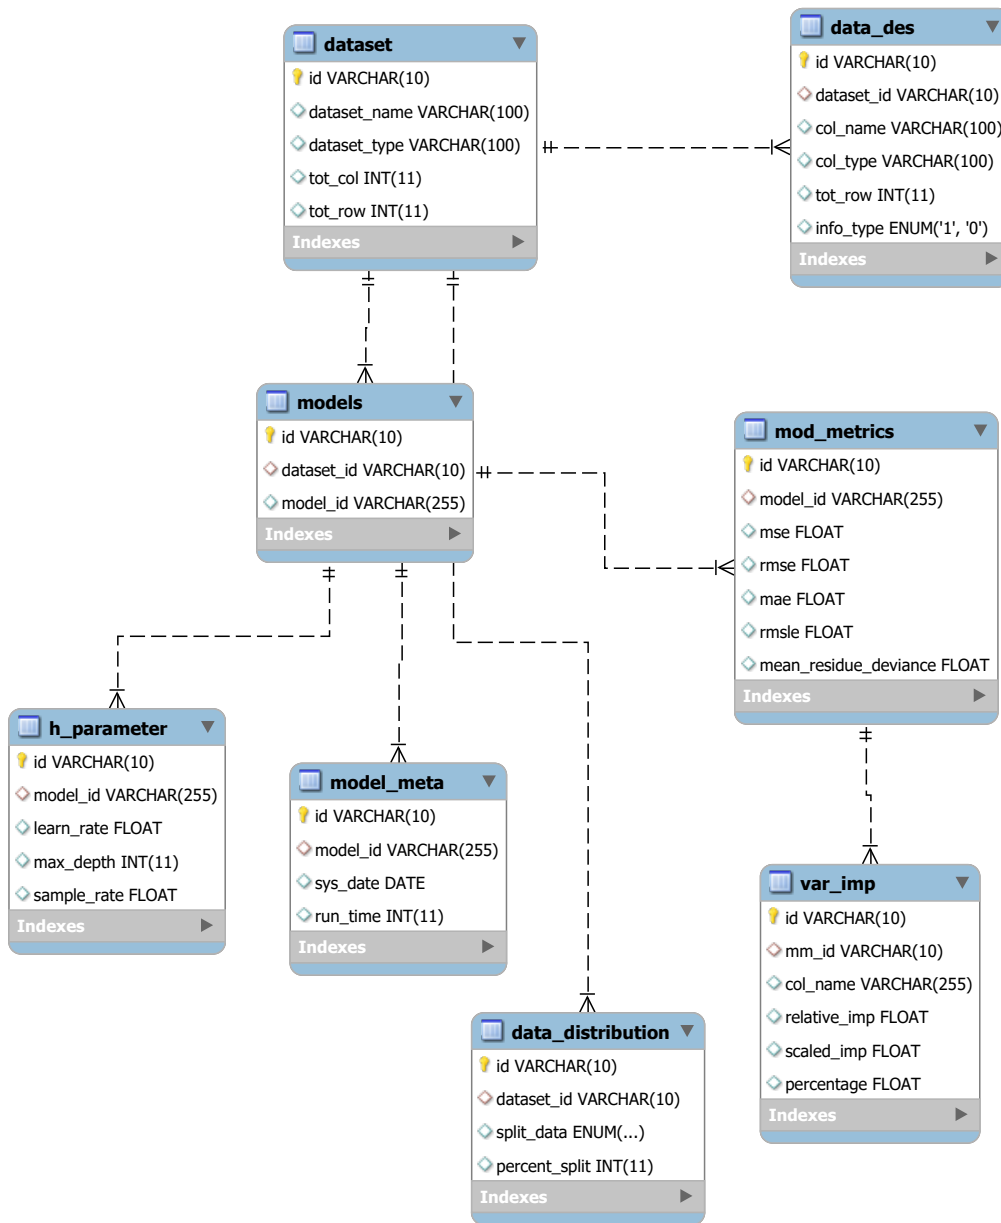 dataset
id VARCHAR(10)
dataset_name VARCHAR(100)
dataset_type VARCHAR(100)
tot_col INT(11)
tot_row INT(11)
Indexes
data_des
id VARCHAR(10)
dataset_id VARCHAR(10)
col_name VARCHAR(100)
col_type VARCHAR(100)
tot_row INT(11)
info_type ENUM('1', '0')
Indexes
models
id VARCHAR(10)
dataset_id VARCHAR(10)
model_id VARCHAR(255)
Indexes
mod_metrics
id VARCHAR(10)
model_id VARCHAR(255)
mse FLOAT
rmse FLOAT
mae FLOAT
rmsle FLOAT
mean_residue_deviance FLOAT
Indexes
h_parameter
id VARCHAR(10)
model_id VARCHAR(255)
learn_rate FLOAT
max_depth INT(11)
sample_rate FLOAT
Indexes
model_meta
id VARCHAR(10)
model_id VARCHAR(255)
sys_date DATE
run_time INT(11)
Indexes
var_imp
id VARCHAR(10)
mm_id VARCHAR(10)
col_name VARCHAR(255)
relative_imp FLOAT
scaled_imp FLOAT
percentage FLOAT
Indexes
data_distribution
id VARCHAR(10)
dataset_id VARCHAR(10)
split_data ENUM(...)
percent_split INT(11)
Indexes